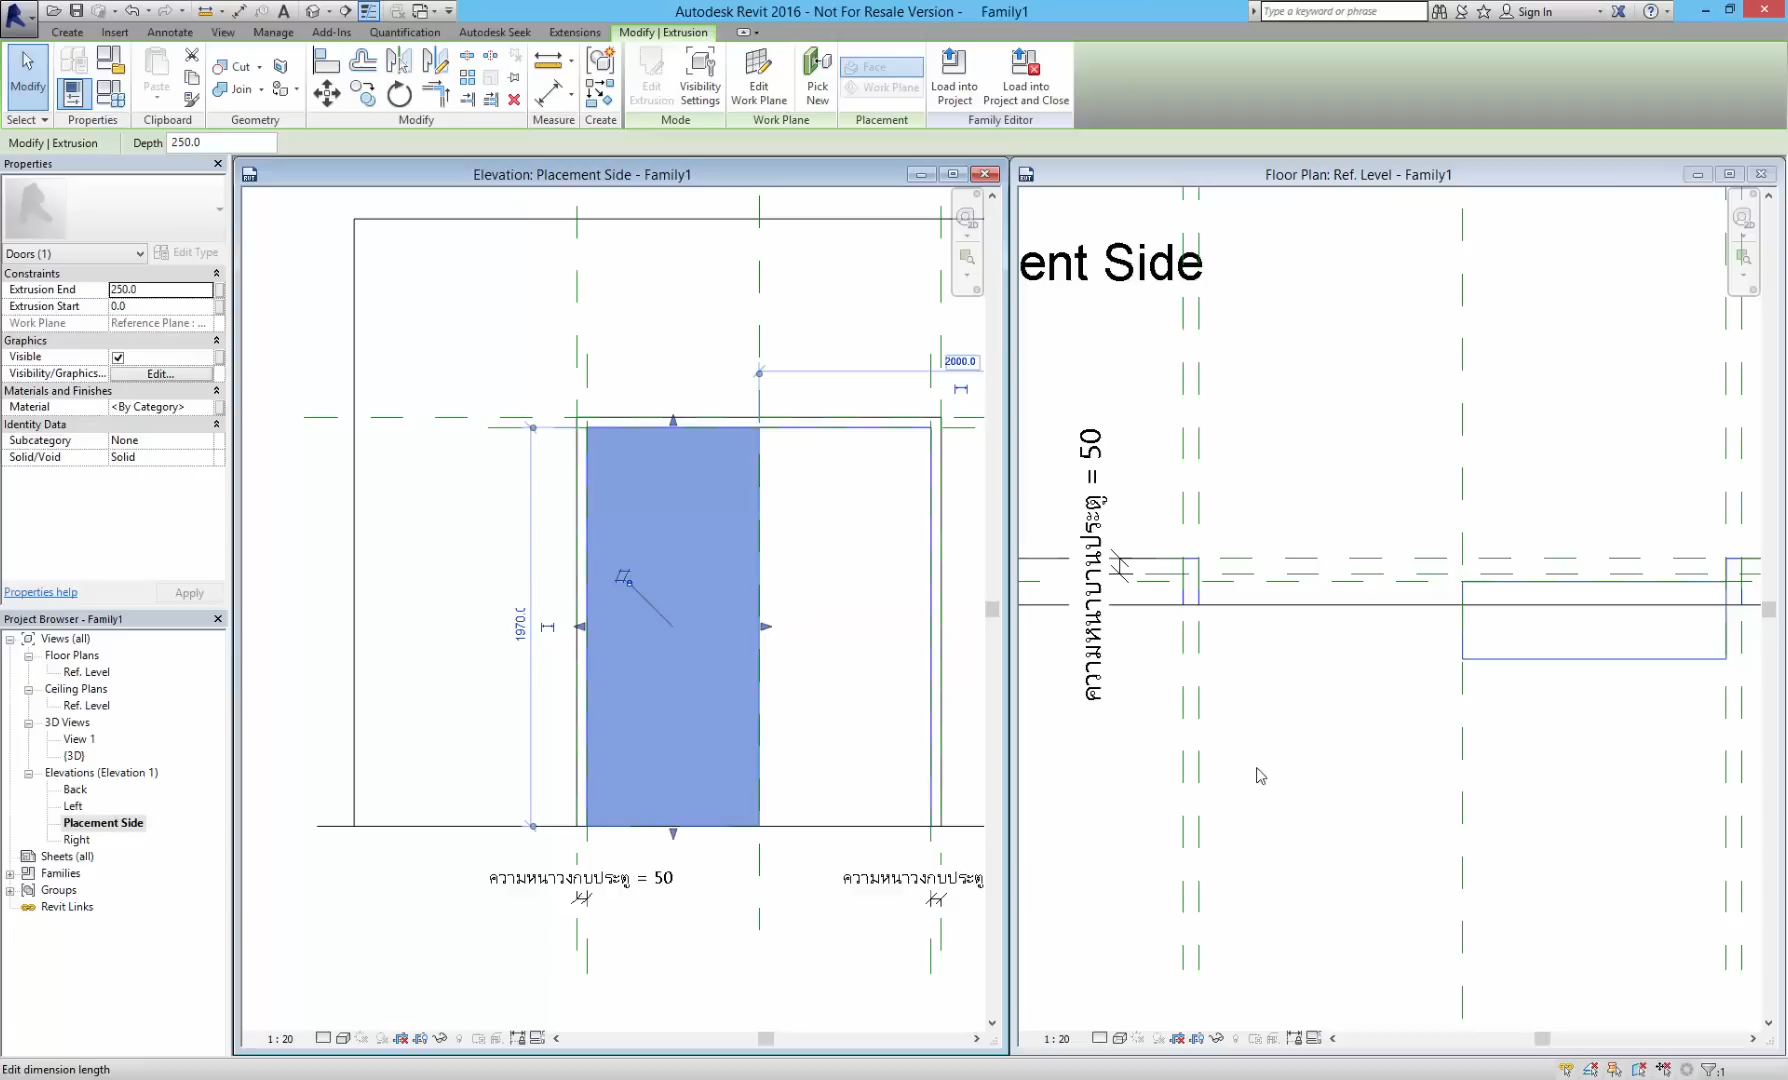 Autodesk Revit 2016 - Not For Resale Version - Family1
Type a keyword or phrase
Sign In
Create Insert Annotate View Manage Add-Ins Quantification Autodesk Seek Extensions Modify | Extrusion
Modify
Paste
Cut
Join
Edit Extrusion
Visibility Settings
Edit Work Plane
Pick New
Face
Work Plane
Load into Project
Load into Project and Close
Select Properties Clipboard Geometry Modify Measure Create Mode Work Plane Placement Family Editor
Modify | Extrusion Depth 250.0
Properties
Doors (1) Edit Type
Constraints
Extrusion End 250.0
Extrusion Start 0.0
Work Plane Reference Plane : ...
Graphics
Visible
Visibility/Graphics... Edit...
Materials and Finishes
Material <By Category>
Identity Data
Subcategory None
Solid/Void Solid
Properties help Apply
Project Browser - Family1
Views (all)
Floor Plans
Ref. Level
Ceiling Plans
Ref. Level
3D Views
View 1
{3D}
Elevations (Elevation 1)
Back
Left
Placement Side
Right
Sheets (all)
Families
Groups
Revit Links
Elevation: Placement Side - Family1
2000.0
1970.0
ความหนาวงกบประตู = 50
ความหนาวงกบประตู
1 : 20
Floor Plan: Ref. Level - Family1
ent Side
ความหนาบานประตู = 50
1 : 20
Edit dimension length
:1